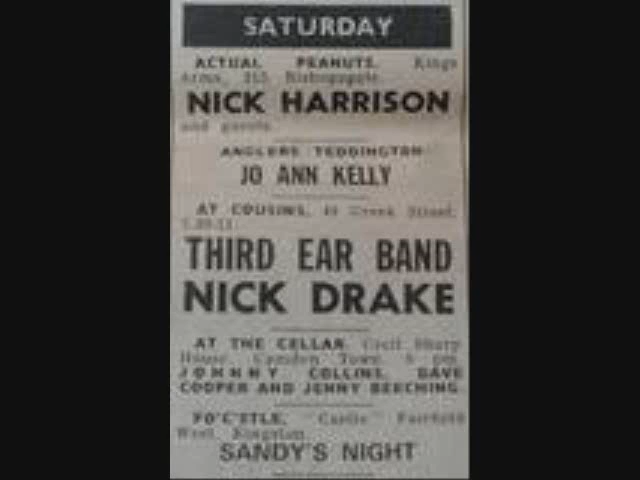 SATURDAY
ACTUAL PEANUTS. Kings
Arms, Bishopsgate.
NICK HARRISON
and guests.
ANGLERS TEDDINGTON
JO ANN KELLY
AT COUSINS, 49 Greek Street,
THIRD EAR BAND
NICK DRAKE
AT THE CELLAR, Cecil Sharp
House, Camden Town. 8 pm.
JOHNNY COLLINS, DAVE
COOPER AND JENNY BEECHING.
FO'C'STLE, "Castle" Fairfield
West, Kingston.
SANDY'S NIGHT